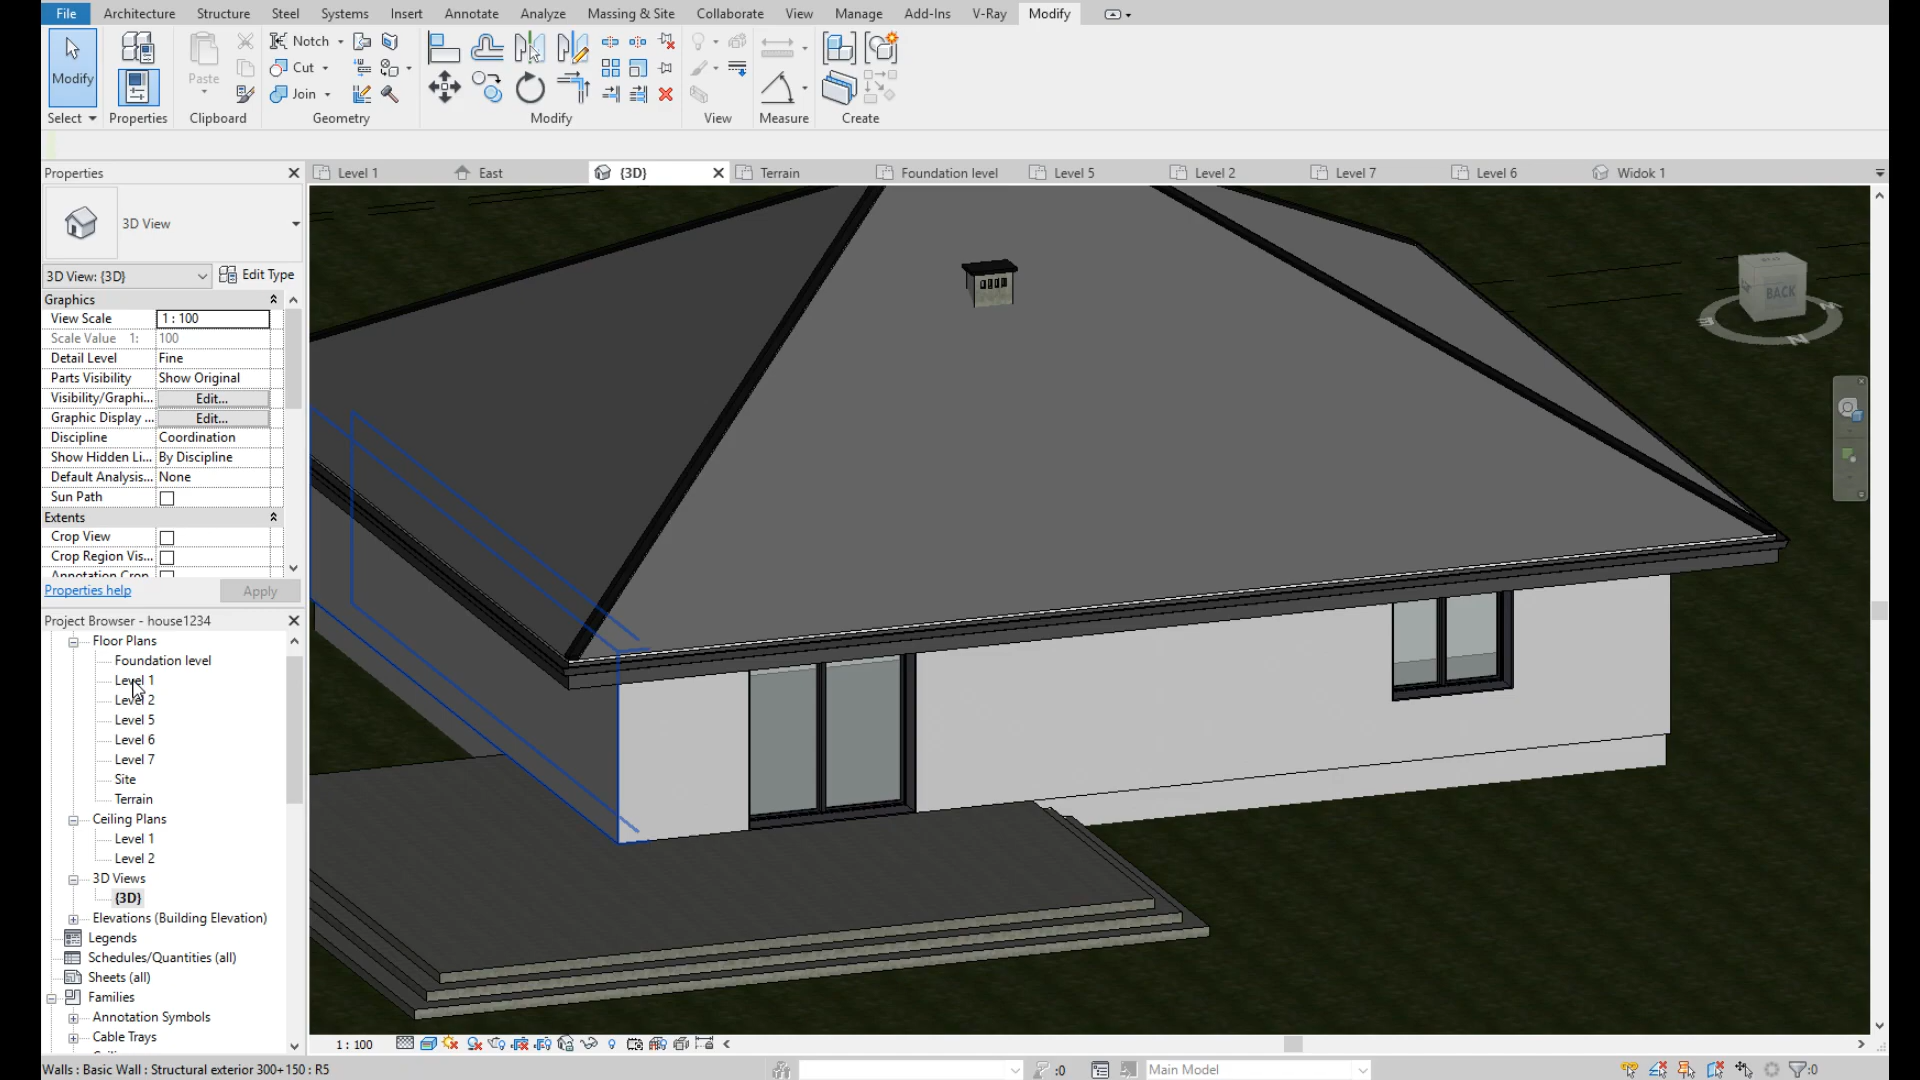 File Architecture Structure Steel Systems Insert Annotate Analyze Massing & Site Collaborate View Manage Add-Ins V-Ray Modify
Modify
Paste
Notch
Cut
Join
Select Properties Clipboard Geometry Modify View Measure Create
Properties
Level 1 East {3D} Terrain Foundation level Level 5 Level 2 Level 7 Level 6 Widok 1
3D View
3D View: {3D} Edit Type
Graphics
View Scale 1 : 100
Scale Value 1: 100
Detail Level Fine
Parts Visibility Show Original
Visibility/Graphi... Edit...
Graphic Display ... Edit...
Discipline Coordination
Show Hidden Li... By Discipline
Default Analysis... None
Sun Path
Extents
Crop View
Crop Region Vis...
Annotation Crop
Properties help Apply
Project Browser - house1234
Floor Plans
Foundation level
Level 1
Level 2
Level 5
Level 6
Level 7
Site
Terrain
Ceiling Plans
Level 1
Level 2
3D Views
{3D}
Elevations (Building Elevation)
Legends
Schedules/Quantities (all)
Sheets (all)
Families
Annotation Symbols
Cable Trays
BACK
N
1 : 100
Walls : Basic Wall : Structural exterior 300+150 : R5
:0
Main Model
:0